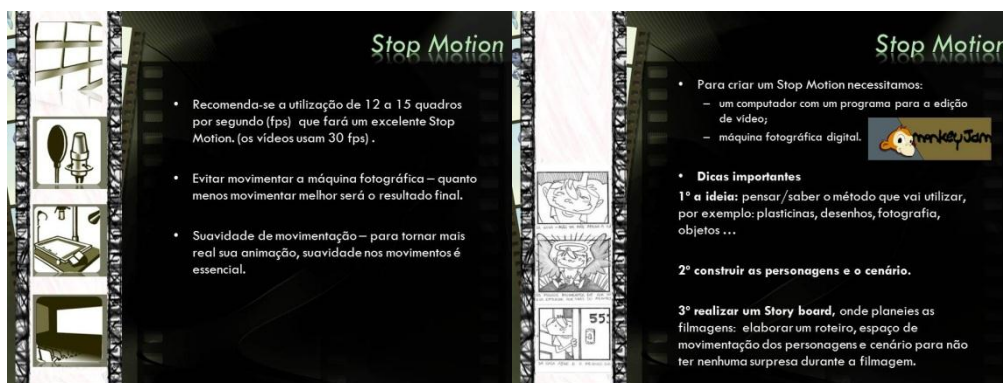 Stop Motion
• Recomenda-se a utilização de 12 a 15 quadros
por segundo (fps) que fará um excelente Stop
Motion. (os vídeos usam 30 fps) .
• Evitar movimentar a máquina fotográfica – quanto
menos movimentar melhor será o resultado final.
• Suavidade de movimentação – para tornar mais
real sua animação, suavidade nos movimentos é
essencial.
Stop Motion
• Para criar um Stop Motion necessitamos:
– um computador com um programa para a edição
de vídeo;
– máquina fotográfica digital.
monkeyJam
• Dicas importantes
1º a ideia: pensar/saber o método que vai utilizar,
por exemplo: plasticinas, desenhos, fotografia,
objetos ...
2º construir as personagens e o cenário.
3º realizar um Story board, onde planeies as
filmagens: elaborar um roteiro, espaço de
movimentação dos personagens e cenário para não
ter nenhuma surpresa durante a filmagem.